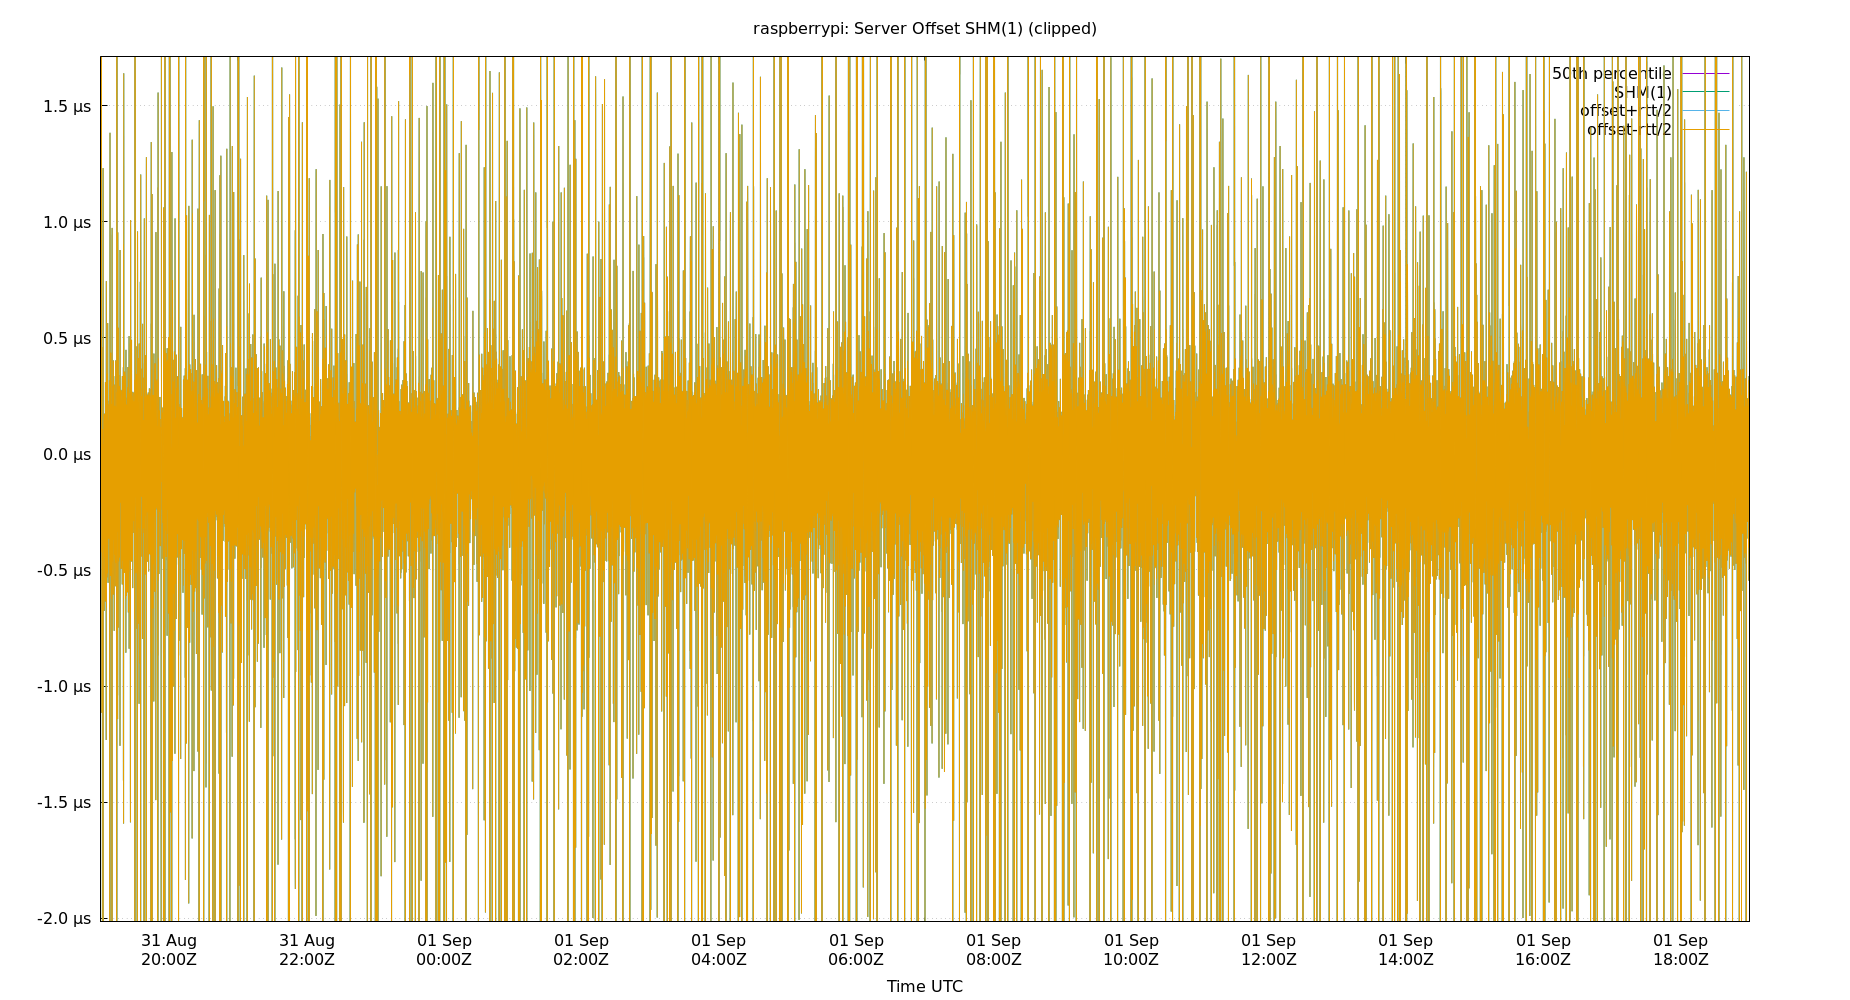 raspberrypi: Server Offset SHM(1) (clipped)
50th percentile
SHM(1)
offset+rtt/2
offset-rtt/2
1.5 µs
1.0 µs
0.5 µs
0.0 µs
-0.5 µs
-1.0 µs
-1.5 µs
-2.0 µs
31 Aug 31 Aug 01 Sep 01 Sep 01 Sep 01 Sep 01 Sep 01 Sep 01 Sep 01 Sep 01 Sep 01 Sep
20:00Z 22:00Z 00:00Z 02:00Z 04:00Z 06:00Z 08:00Z 10:00Z 12:00Z 14:00Z 16:00Z 18:00Z
Time UTC